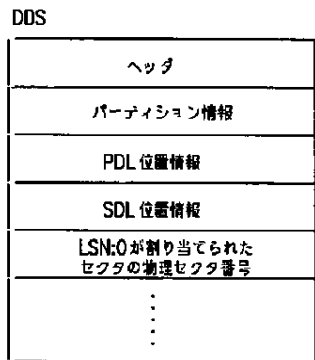 DDS
ヘッダ
パーティション情報
PDL位置情報
SDL位置情報
LSN:0が割り当てられた
セクタの物理セクタ番号